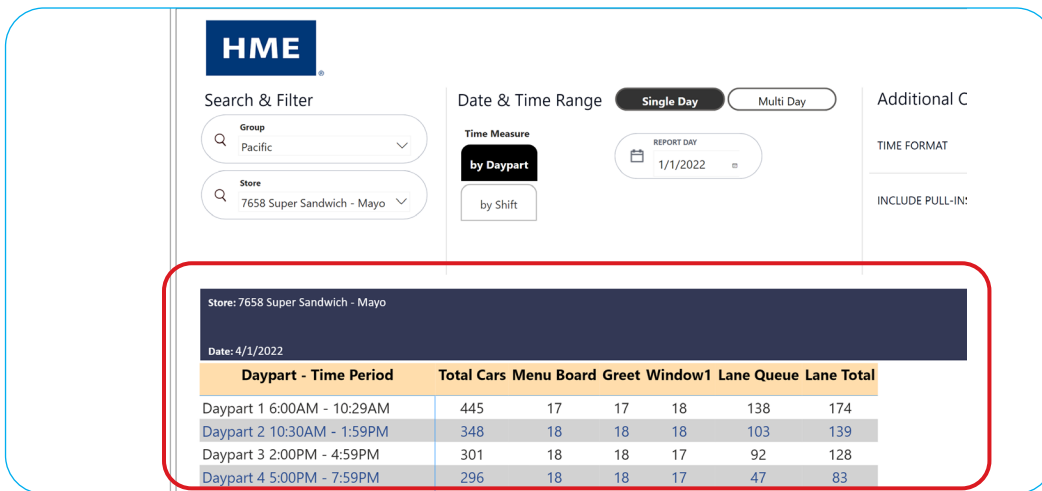 HME
®
Search & Filter
Date & Time Range
Single Day
Multi Day
Additional C
Group
Pacific
Time Measure
by Daypart
REPORT DAY
1/1/2022
TIME FORMAT
Store
7658 Super Sandwich - Mayo
by Shift
INCLUDE PULL-INS
Store: 7658 Super Sandwich - Mayo
Date: 4/1/2022
Daypart - Time Period Total Cars Menu Board Greet Window1 Lane Queue Lane Total
Daypart 1 6:00AM - 10:29AM 445 17 17 18 138 174
Daypart 2 10:30AM - 1:59PM 348 18 18 18 103 139
Daypart 3 2:00PM - 4:59PM 301 18 18 17 92 128
Daypart 4 5:00PM - 7:59PM 296 18 18 17 47 83